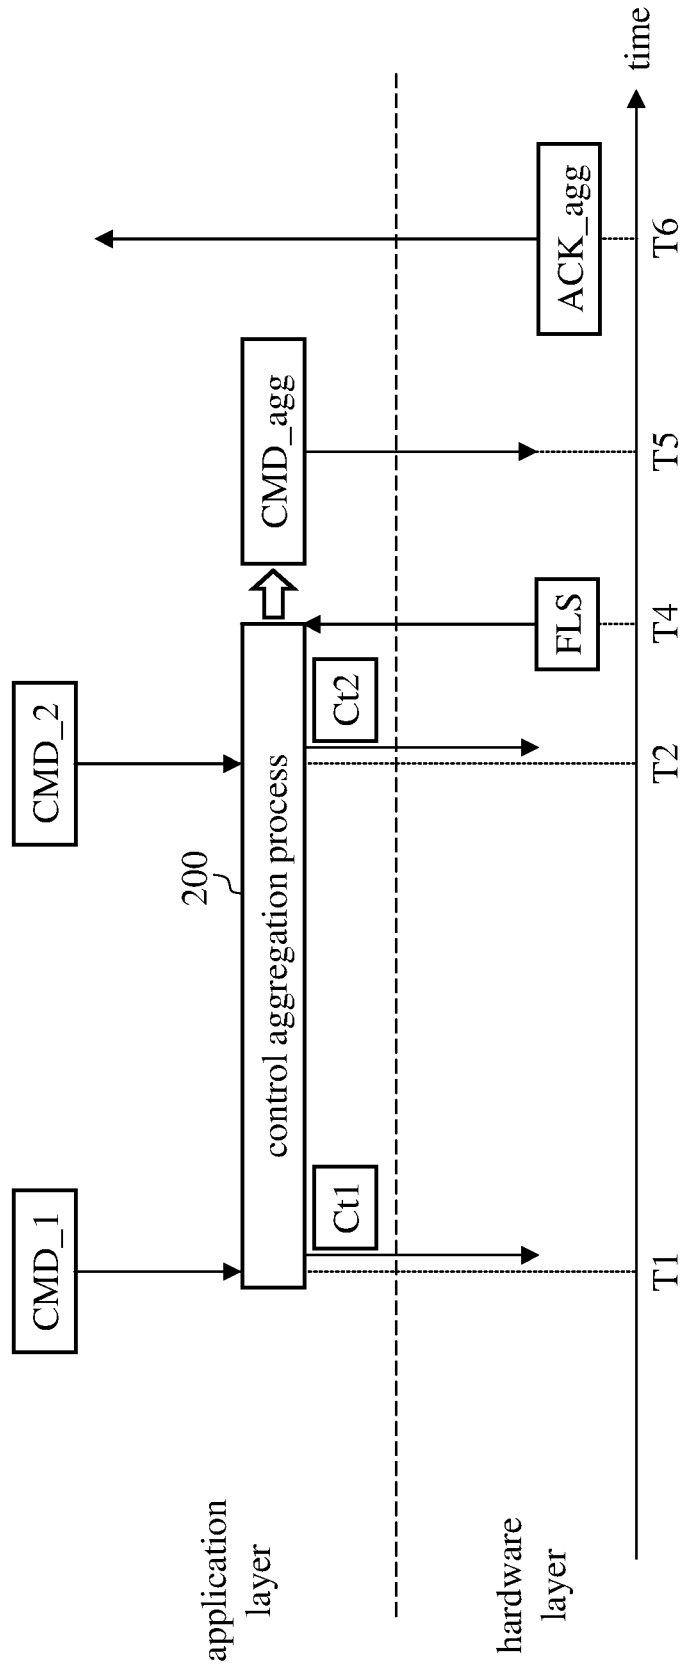 CMD_1
CMD_2
200
control aggregation process
CMD_agg
Ct1
Ct2
application
layer
hardware
layer
FLS
ACK_agg
T1
T2
T4
T5
T6
time